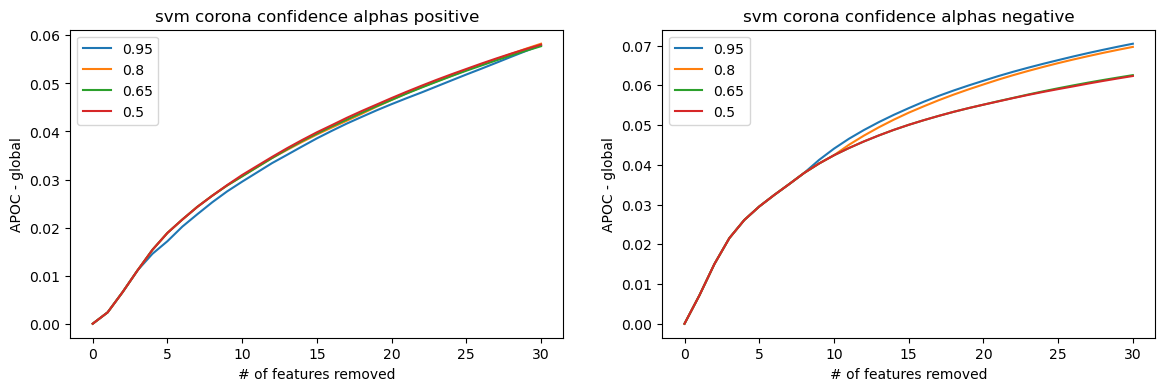 svm corona confidence alphas positive
APOC - global
0.06
0.05
0.04
0.03
0.02
0.01
0.00
0.95
0.8
0.65
0.5
0 5 10 15 20 25 30
# of features removed
svm corona confidence alphas negative
APOC - global
0.07
0.06
0.05
0.04
0.03
0.02
0.01
0.00
0.95
0.8
0.65
0.5
0 5 10 15 20 25 30
# of features removed